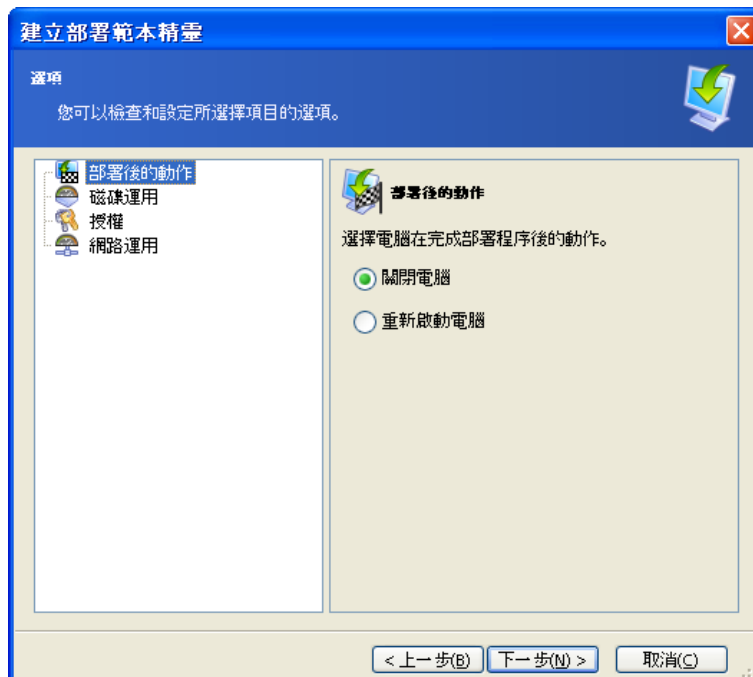 建立部署範本精靈
選項
您可以檢查和設定所選擇項目的選項。
部署後的動作
磁碟運用
授權
網路運用
部署後的動作
選擇電腦在完成部署程序後的動作。
關閉電腦
重新啟動電腦
< 上一步(B)
下一步(N) >
取消(C)